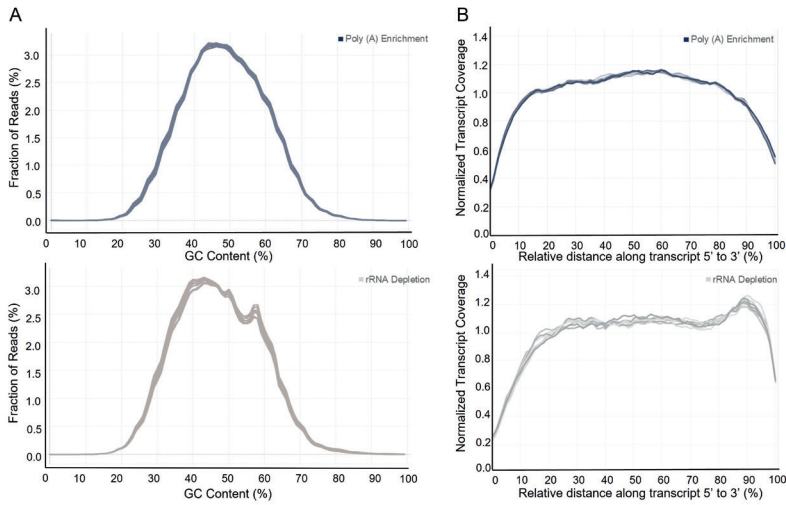 A
Poly (A) Enrichment
Fraction of Reads (%)
3.0
2.5
2.0
1.5
1.0
0.5
0.0
0 10 20 30 40 50 60 70 80 90 100
GC Content (%)
rRNA Depletion
Fraction of Reads (%)
3.0
2.5
2.0
1.5
1.0
0.5
0.0
0 10 20 30 40 50 60 70 80 90 100
GC Content (%)
B
Poly (A) Enrichment
Normalized Transcript Coverage
1.4
1.2
1.0
0.8
0.6
0.4
0.2
0.0
0 10 20 30 40 50 60 70 80 90 100
Relative distance along transcript 5' to 3' (%)
rRNA Depletion
Normalized Transcript Coverage
1.4
1.2
1.0
0.8
0.6
0.4
0.2
0.0
0 10 20 30 40 50 60 70 80 90 100
Relative distance along transcript 5' to 3' (%)